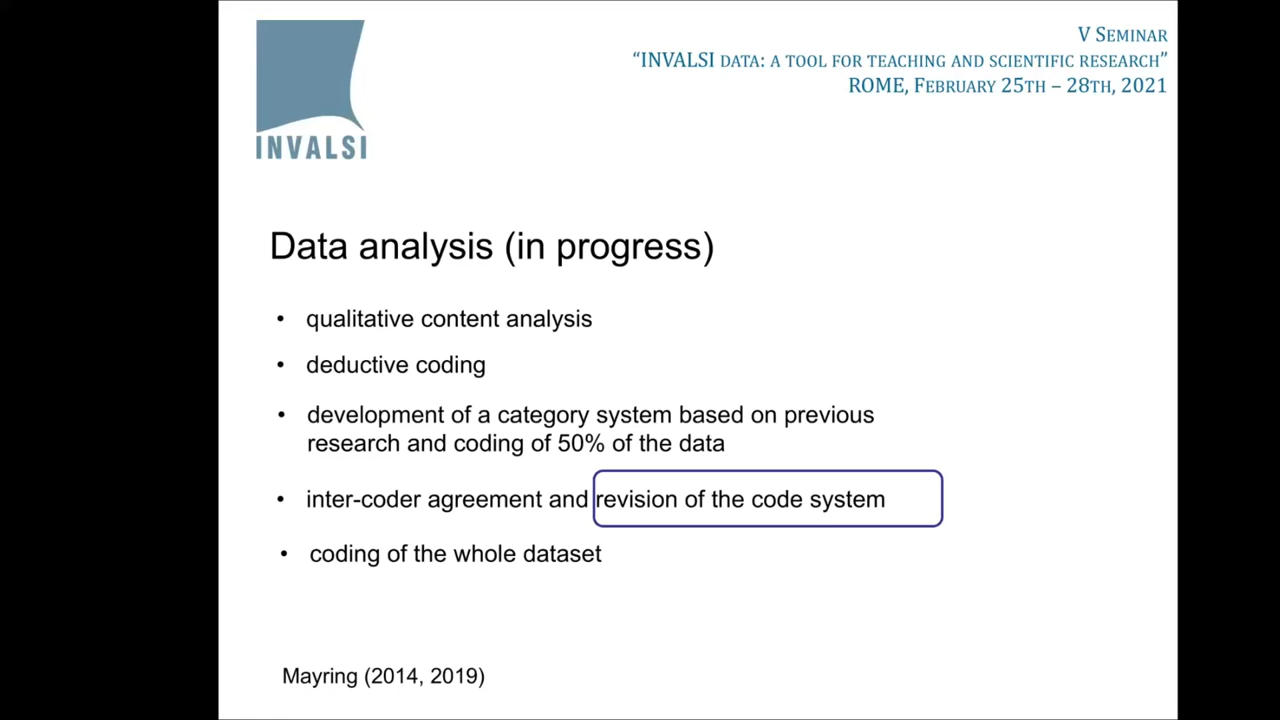 INVALSI
V SEMINAR
“INVALSI DATA: A TOOL FOR TEACHING AND SCIENTIFIC RESEARCH”
ROME, FEBRUARY 25TH – 28TH, 2021
Data analysis (in progress)
• qualitative content analysis
• deductive coding
• development of a category system based on previous
research and coding of 50% of the data
• inter-coder agreement and revision of the code system
• coding of the whole dataset
Mayring (2014, 2019)